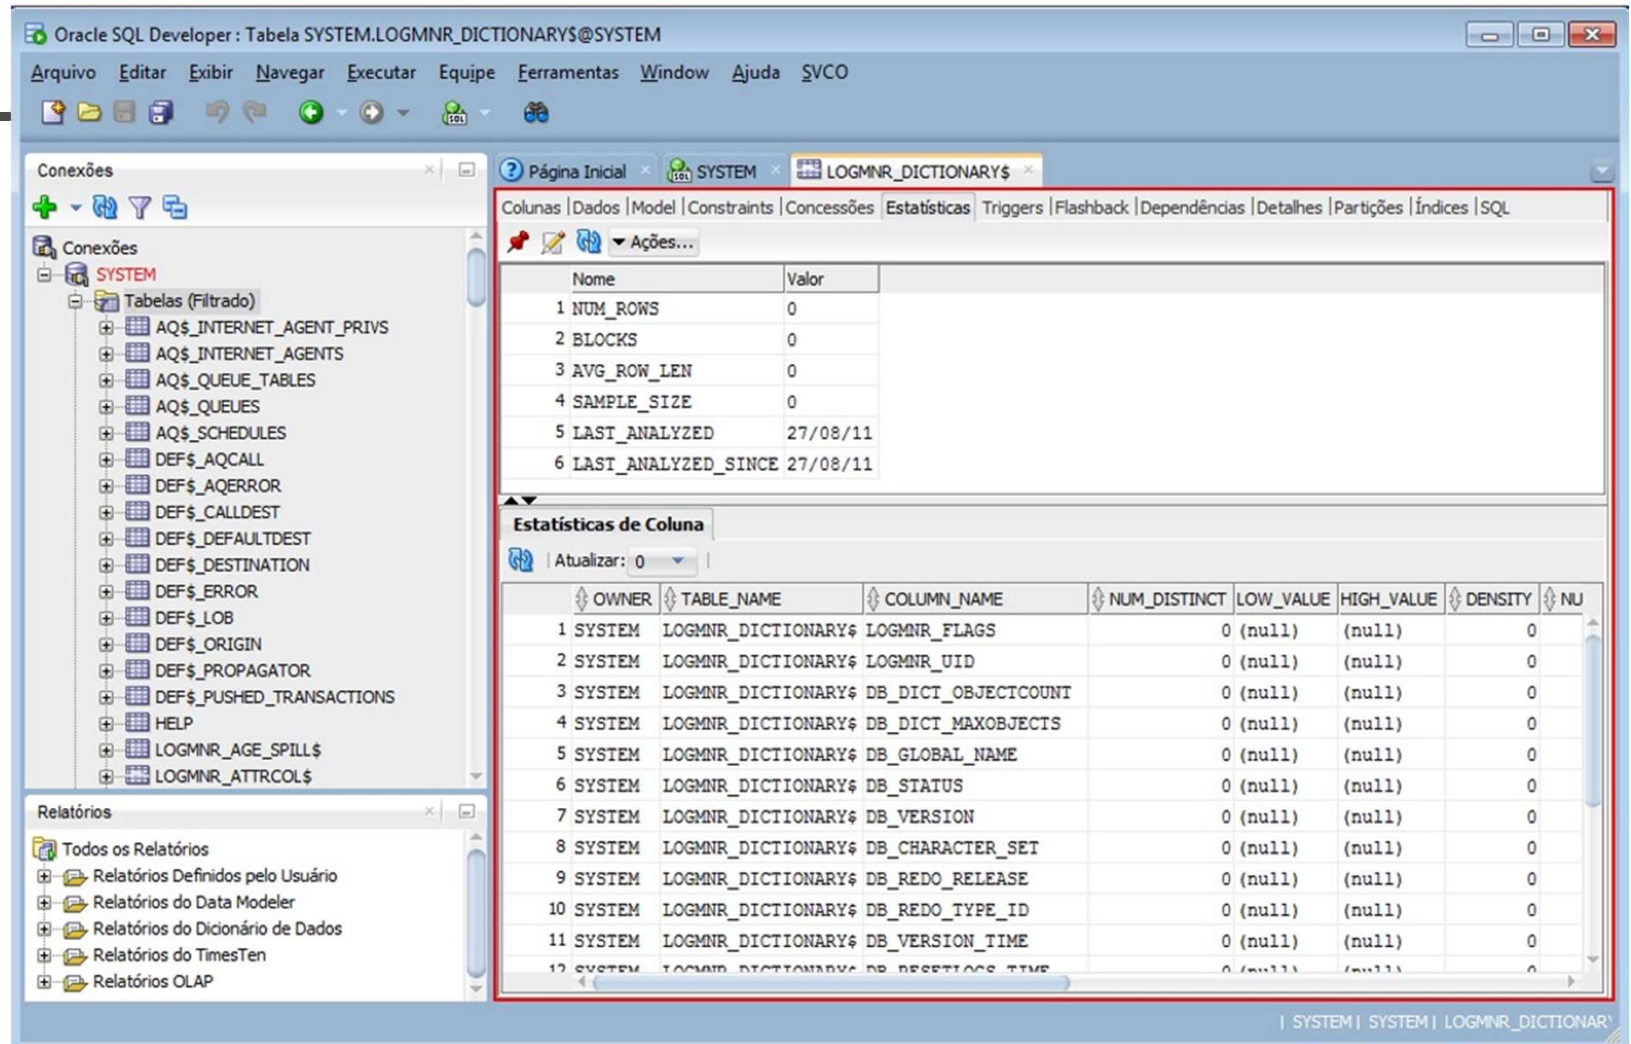 Oracle SQL Developer : Tabela SYSTEM.LOGMNR_DICTIONARY$@SYSTEM
Arquivo Editar Exibir Navegar Executar Equipe Ferramentas Window Ajuda SVCO
Conexões
Conexões
SYSTEM
Tabelas (Filtrado)
AQ$_INTERNET_AGENT_PRIVS
AQ$_INTERNET_AGENTS
AQ$_QUEUE_TABLES
AQ$_QUEUES
AQ$_SCHEDULES
DEF$_AQCALL
DEF$_AQERROR
DEF$_CALLDEST
DEF$_DEFAULTDEST
DEF$_DESTINATION
DEF$_ERROR
DEF$_LOB
DEF$_ORIGIN
DEF$_PROPAGATOR
DEF$_PUSHED_TRANSACTIONS
HELP
LOGMNR_AGE_SPILL$
LOGMNR_ATTRCOL$
Relatórios
Todos os Relatórios
Relatórios Definidos pelo Usuário
Relatórios do Data Modeler
Relatórios do Dicionário de Dados
Relatórios do TimesTen
Relatórios OLAP
Página Inicial SYSTEM LOGMNR_DICTIONARY$
Colunas |Dados |Model |Constraints |Concessões Estatísticas Triggers |Flashback |Dependências |Detalhes |Partições |Índices |SQL
Ações...
Nome Valor
1 NUM_ROWS 0
2 BLOCKS 0
3 AVG_ROW_LEN 0
4 SAMPLE_SIZE 0
5 LAST_ANALYZED 27/08/11
6 LAST_ANALYZED_SINCE 27/08/11
Estatísticas de Coluna
Atualizar: 0
OWNER TABLE_NAME COLUMN_NAME NUM_DISTINCT LOW_VALUE HIGH_VALUE DENSITY NU
1 SYSTEM LOGMNR_DICTIONARY$ LOGMNR_FLAGS 0 (null) (null) 0
2 SYSTEM LOGMNR_DICTIONARY$ LOGMNR_UID 0 (null) (null) 0
3 SYSTEM LOGMNR_DICTIONARY$ DB_DICT_OBJECTCOUNT 0 (null) (null) 0
4 SYSTEM LOGMNR_DICTIONARY$ DB_DICT_MAXOBJECTS 0 (null) (null) 0
5 SYSTEM LOGMNR_DICTIONARY$ DB_GLOBAL_NAME 0 (null) (null) 0
6 SYSTEM LOGMNR_DICTIONARY$ DB_STATUS 0 (null) (null) 0
7 SYSTEM LOGMNR_DICTIONARY$ DB_VERSION 0 (null) (null) 0
8 SYSTEM LOGMNR_DICTIONARY$ DB_CHARACTER_SET 0 (null) (null) 0
9 SYSTEM LOGMNR_DICTIONARY$ DB_REDO_RELEASE 0 (null) (null) 0
10 SYSTEM LOGMNR_DICTIONARY$ DB_REDO_TYPE_ID 0 (null) (null) 0
11 SYSTEM LOGMNR_DICTIONARY$ DB_VERSION_TIME 0 (null) (null) 0
12 SYSTEM LOGMNR_DICTIONARY$ DB_RESETLOGS_TIME 0 (null) (null) 0
| SYSTEM | SYSTEM | LOGMNR_DICTIONARY